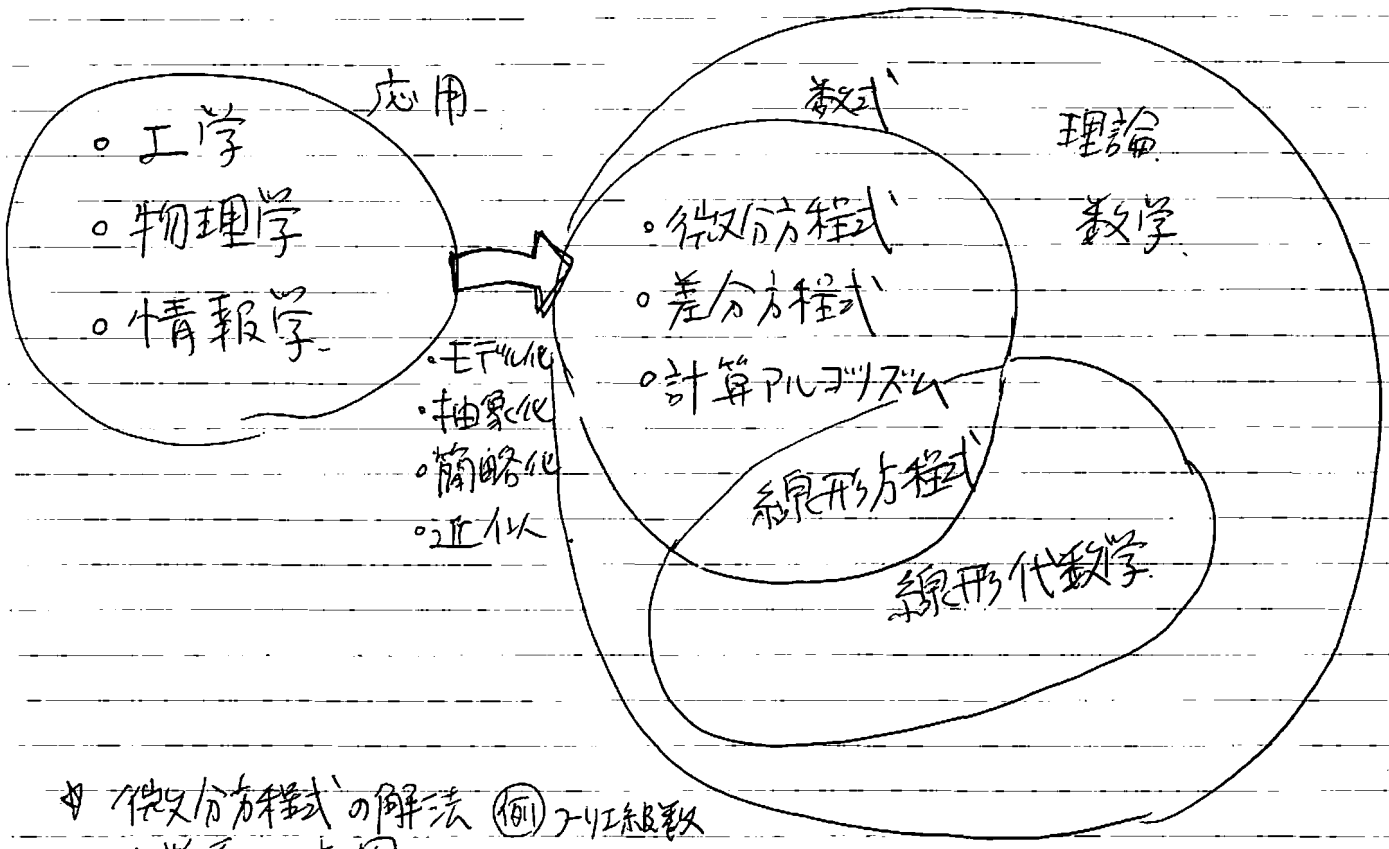 応用
・工学
・物理学
・情報学
・モデル化
・抽象化
・簡略化
・近似
数式
・微分方程式
・差分方程式
・計算アルゴリズム
線形方程式
線形代数学
理論
数学
微分方程式の解法 例 フーリエ級数